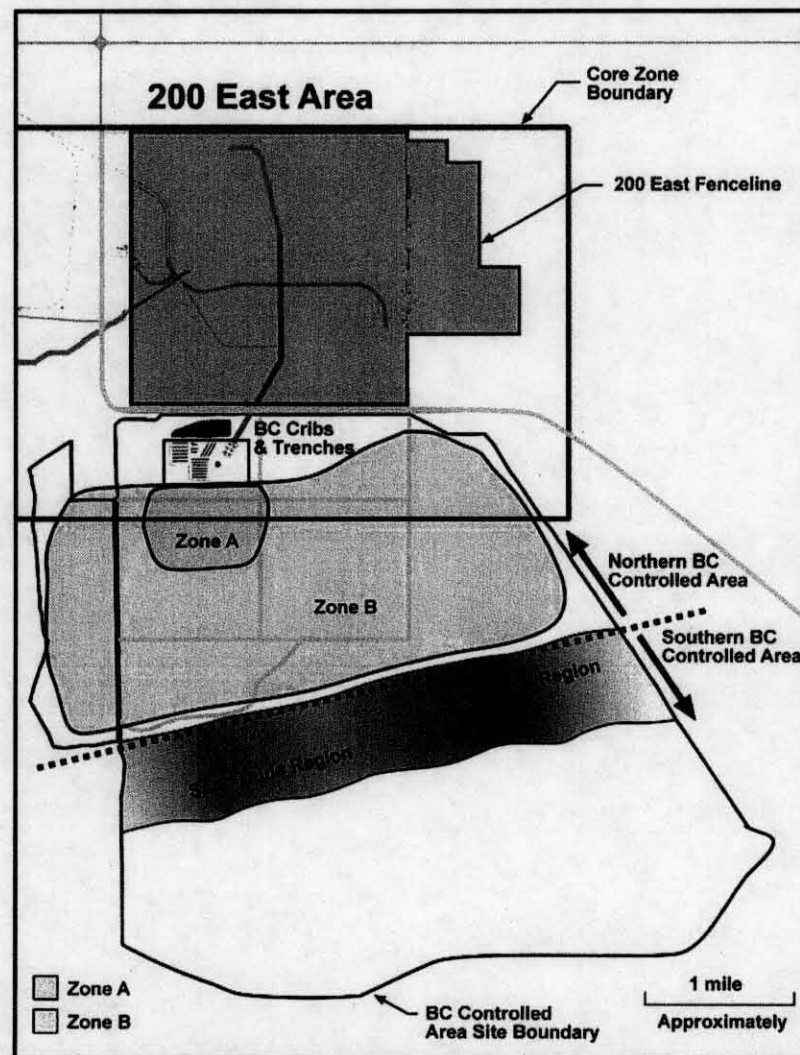 200 East Area
Core Zone
Boundary
200 East Fenceline
BC Cribs
& Trenches
Zone A
Zone B
Northern BC
Controlled Area
Southern BC
Controlled Area
Region
Region
Zone A
Zone B
BC Controlled
Area Site Boundary
1 mile
Approximately